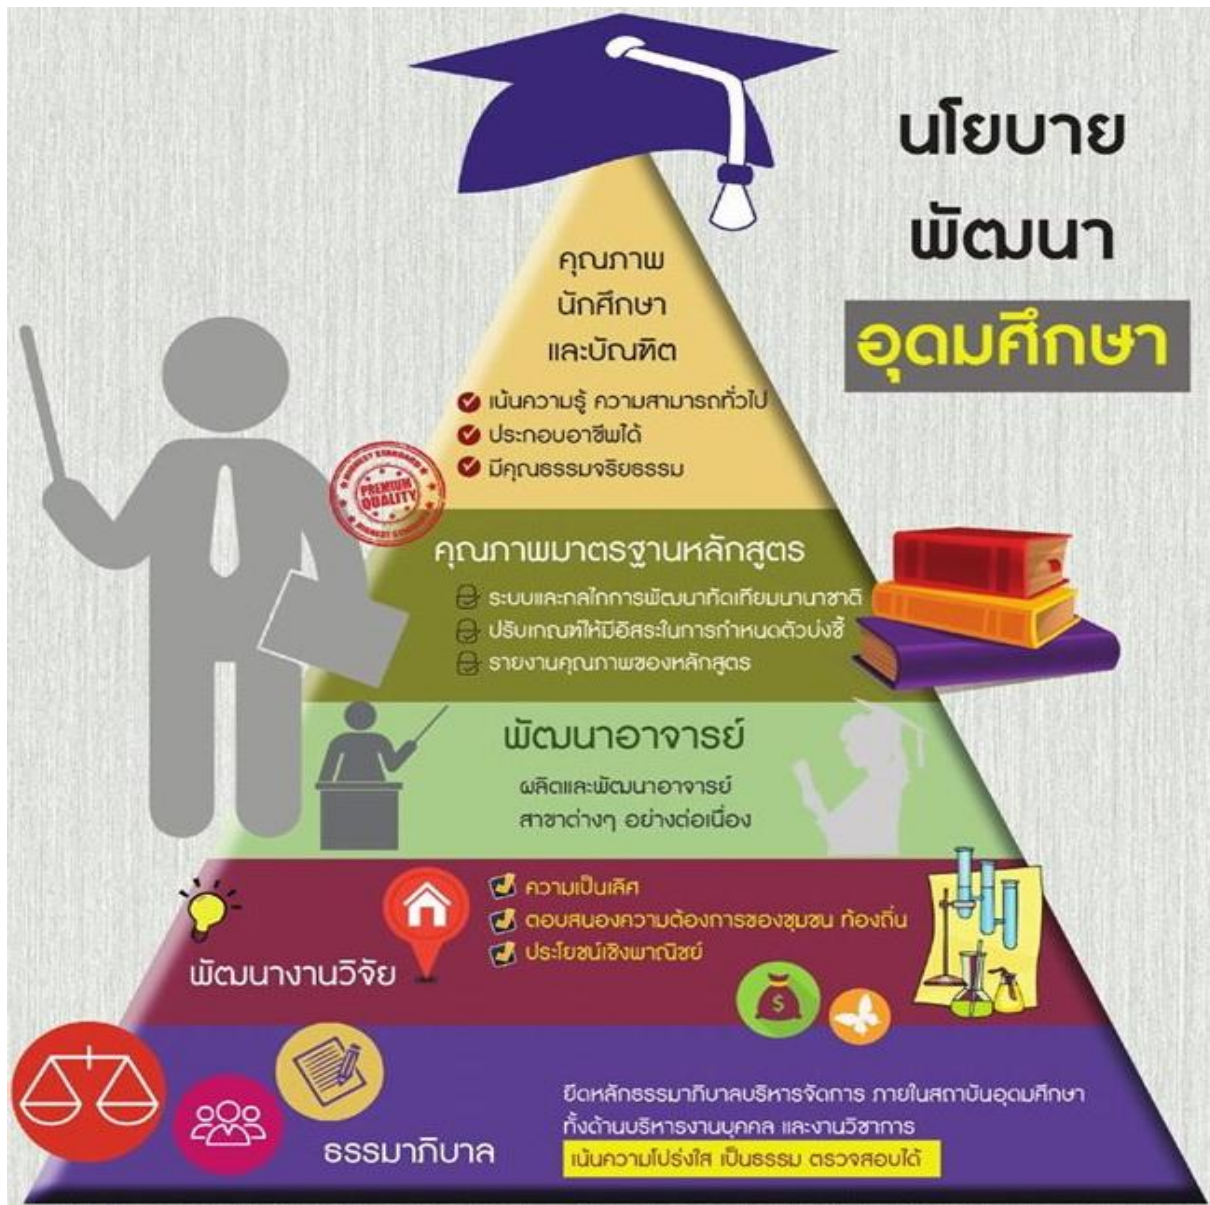 นโยบาย
พัฒนา
อุดมศึกษา
คุณภาพ
นักศึกษา
และบัณฑิต
เน้นความรู้ ความสามารถทั่วไป
ประกอบอาชีพได้
มีคุณธรรมจริยธรรม
HIGHEST STANDARD
PREMIUM
QUALITY
คุณภาพมาตรฐานหลักสูตร
ระบบและกลไกการพัฒนาทัดเทียมนานาชาติ
ปรับเกณฑ์ให้มีอิสระในการกำหนดตัวบ่งชี้
รายงานคุณภาพของหลักสูตร
พัฒนาอาจารย์
ผลิตและพัฒนาอาจารย์
สาขาต่างๆ อย่างต่อเนื่อง
ความเป็นเลิศ
ตอบสนองความต้องการของชุมชน ท้องถิ่น
ประโยชน์เชิงพาณิชย์
พัฒนางานวิจัย
$
ยึดหลักธรรมาภิบาลบริหารจัดการ ภายในสถาบันอุดมศึกษา
ทั้งด้านบริหารงานบุคคล และงานวิชาการ
ธรรมาภิบาล
เน้นความโปร่งใส เป็นธรรม ตรวจสอบได้